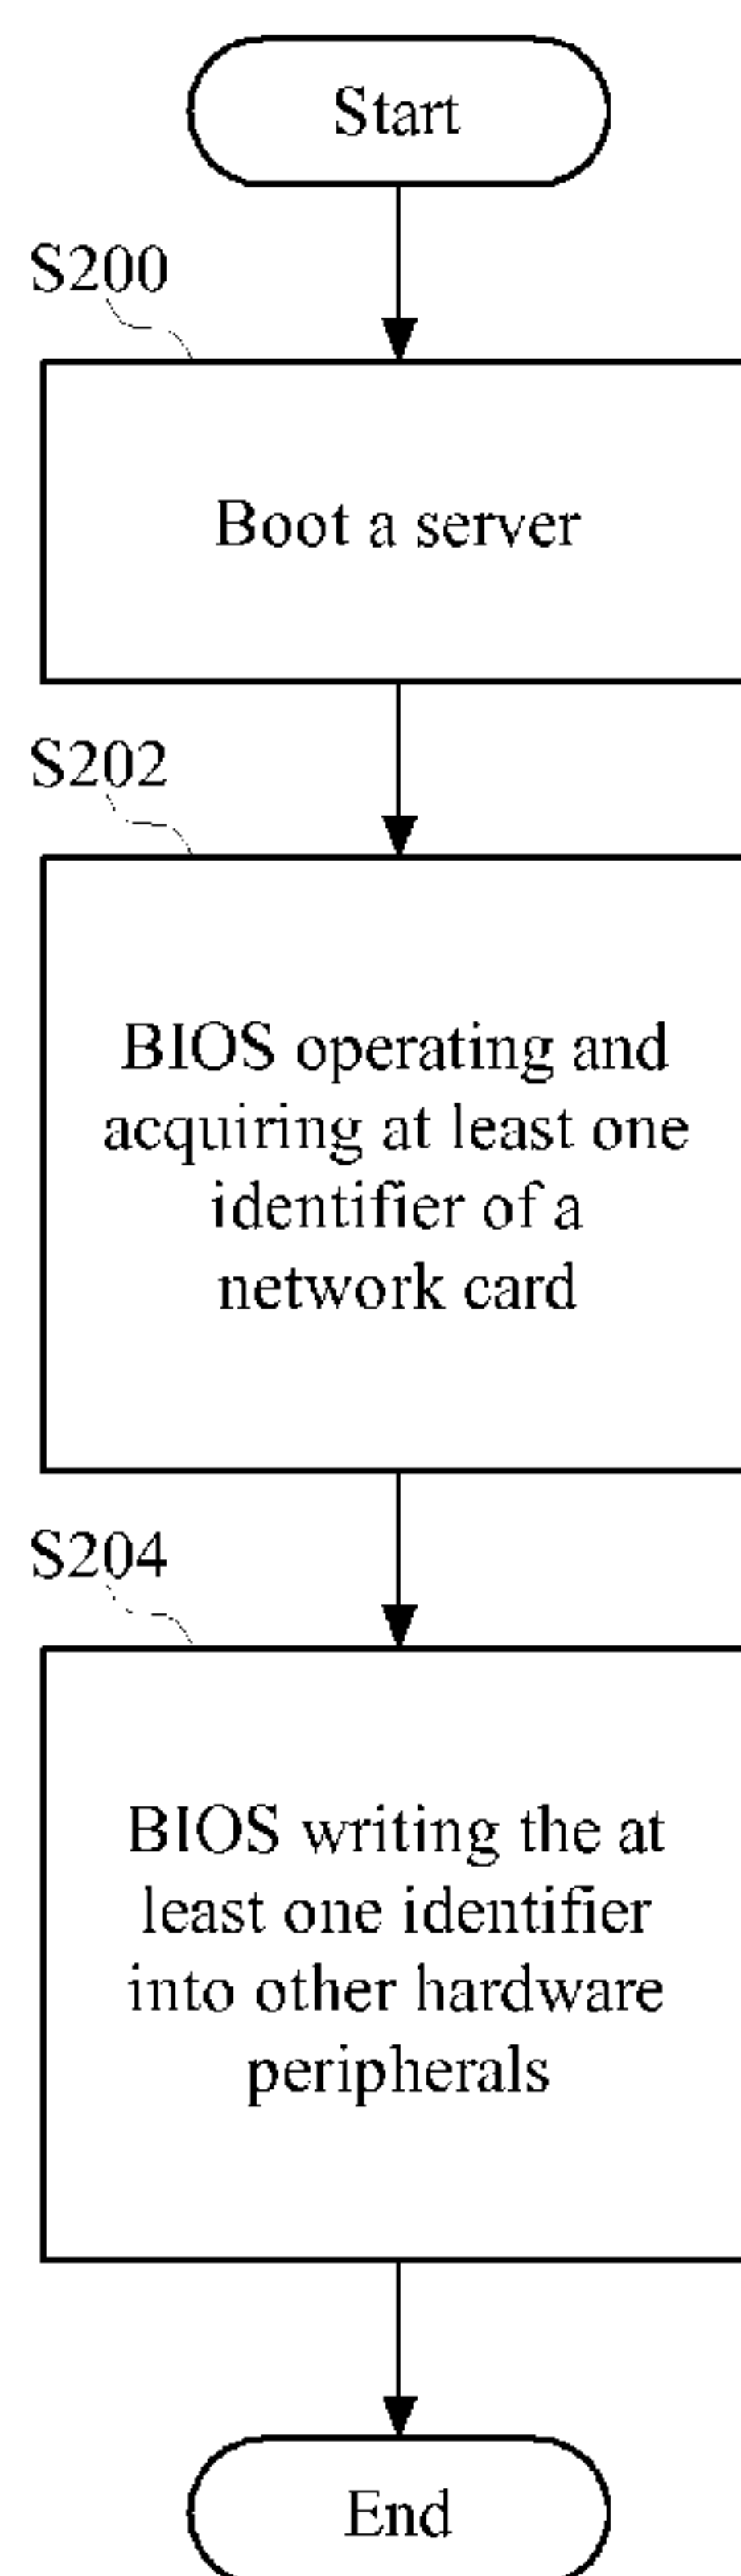 Start
S200
Boot a server
S202
BIOS operating and
acquiring at least one
identifier of a
network card
S204
BIOS writing the at
least one identifier
into other hardware
peripherals
End